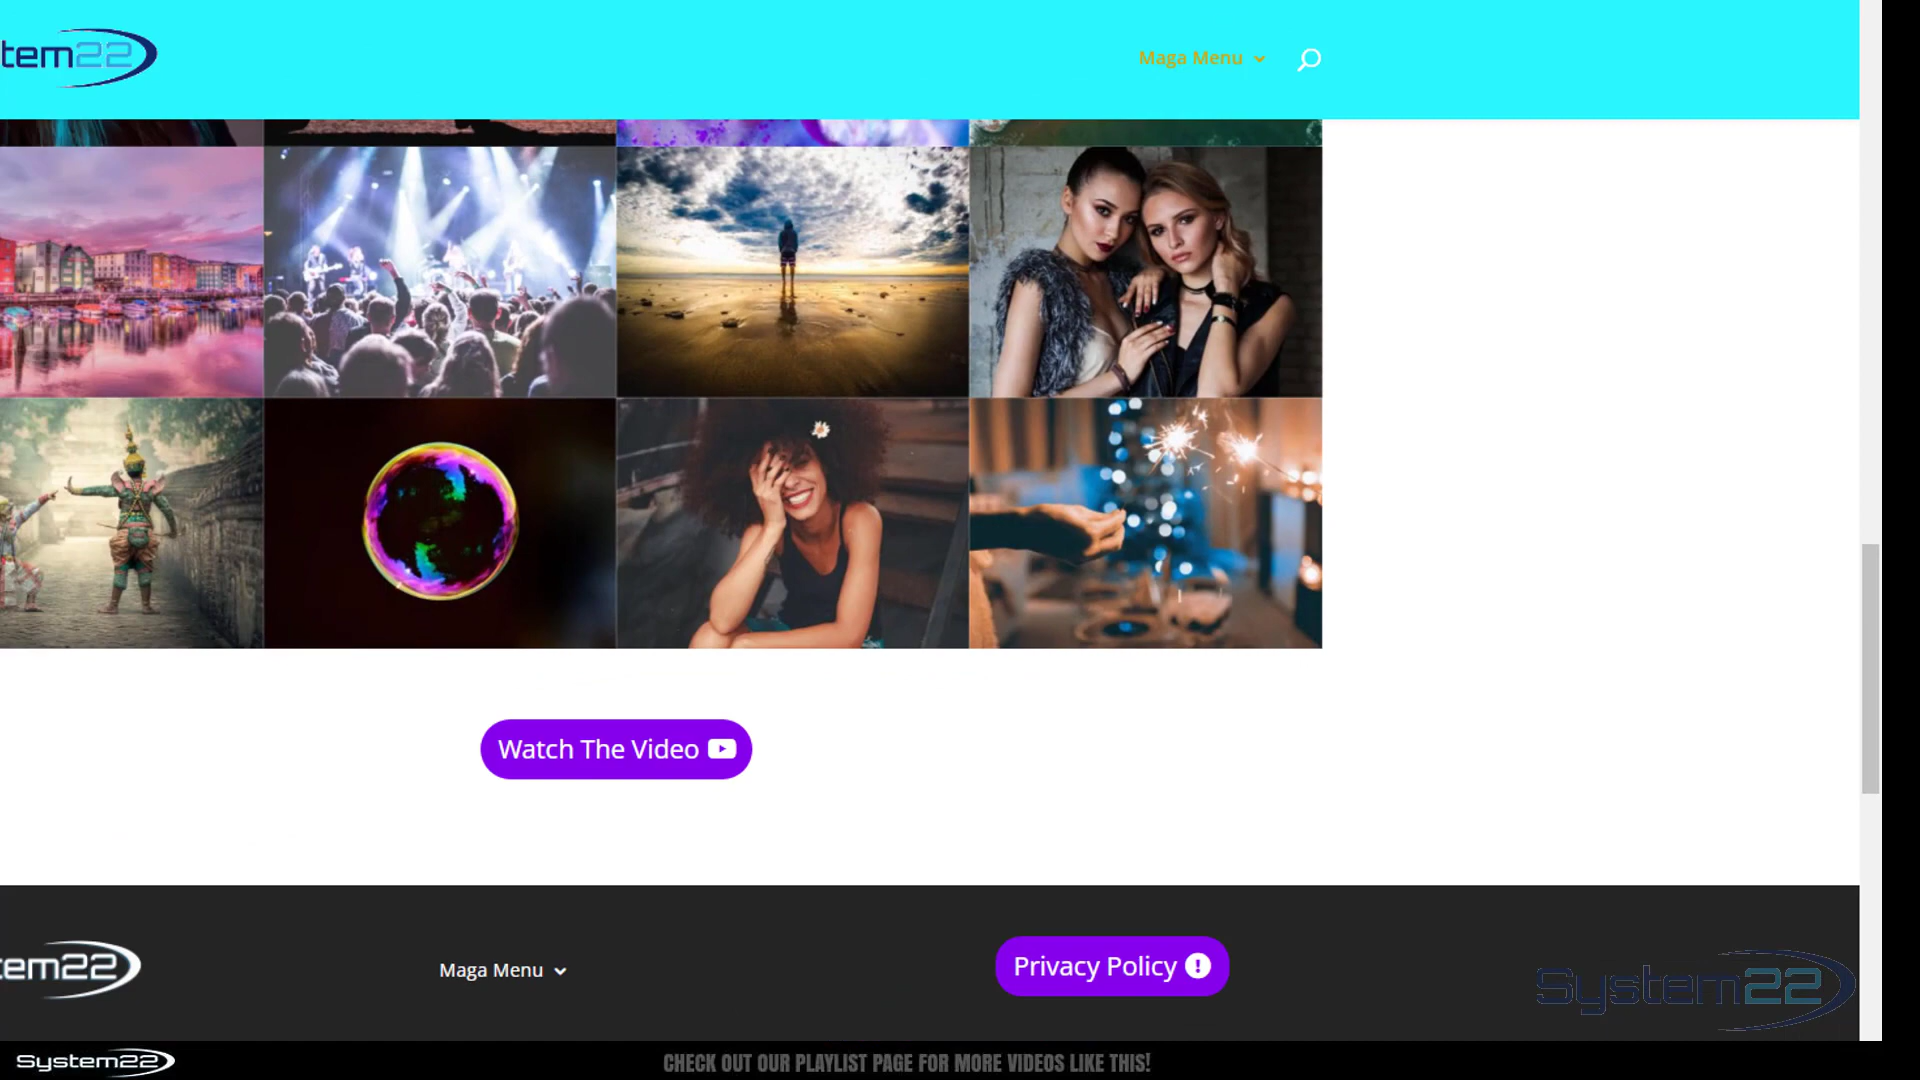 tem22
Maga Menu
Watch The Video
em22
Maga Menu
Privacy Policy
System22
System22
CHECK OUT OUR PLAYLIST PAGE FOR MORE VIDEOS LIKE THIS!